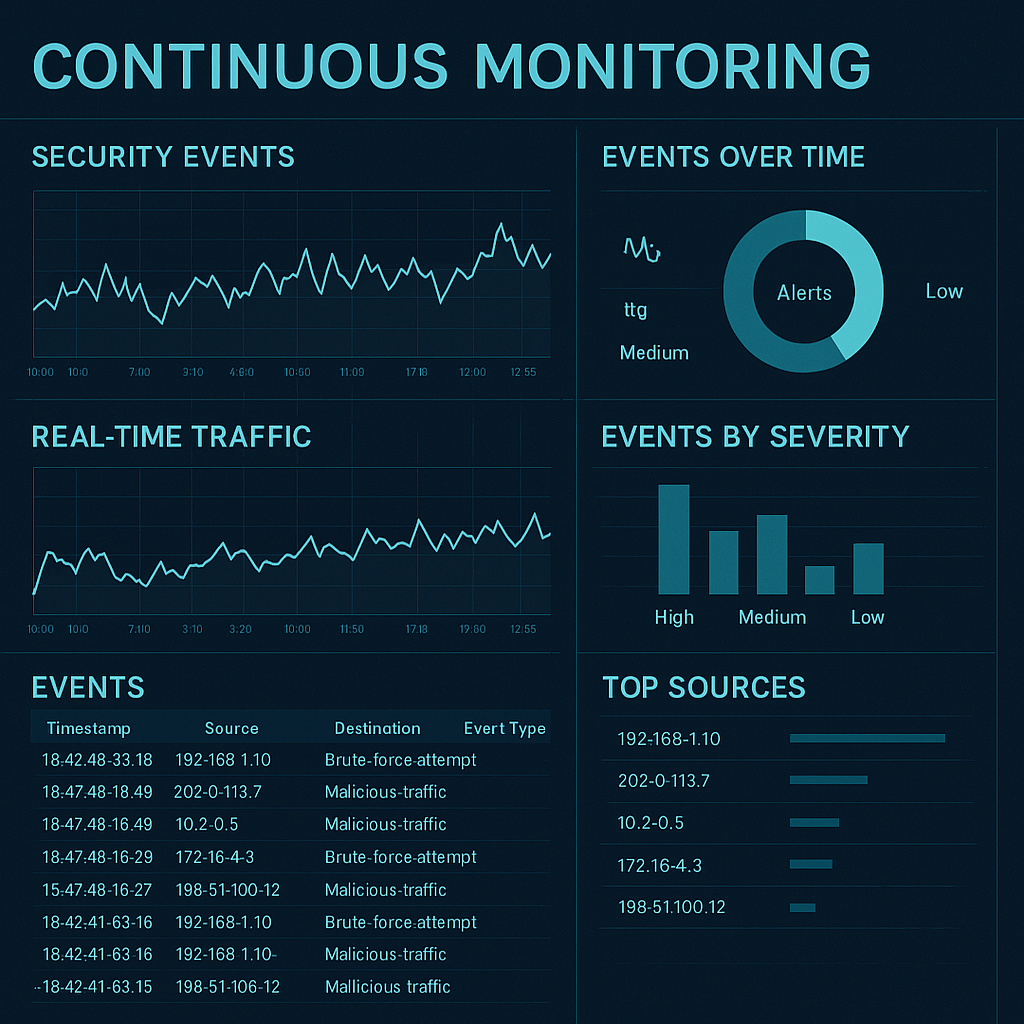 CONTINUOUS MONITORING
SECURITY EVENTS
10:00 10:0 7:00 9:10 4:60 10:60 11:09 1718 12:00 12:55
EVENTS OVER TIME
ttg
Medium
Alerts
Low
REAL-TIME TRAFFIC
10:00 10:0 7:10 3:10 3:20 10:00 11:50 1718 19:60 12:55
EVENTS BY SEVERITY
High Medium Low
EVENTS
Timestamp Source Destination Evert Type
18:42.48-33.18 192-168 1.10 Brute-force-attempt
18:47.48-18.49 202-0-113.7 Malicious-traffic
18-47.48-16.49 10.2-0.5 Malicious-traffic
18:47:48-16-29 172-16-4-3 Brute-force-attempt
15:47:48-16-27 198-51-100-12 Malicious-traffic
18-42:41-63-16 192-168-1.10 Brute-force-attempt
18.42:41-63 16 192-168 1.10- Malicious-traffic
-18-42-41-63.15 198-51-106-12 Mallicious traffic
TOP SOURCES
192-168-1.10
202-0-113.7
10.2-0.5
172.16-4.3
198-51.100.12